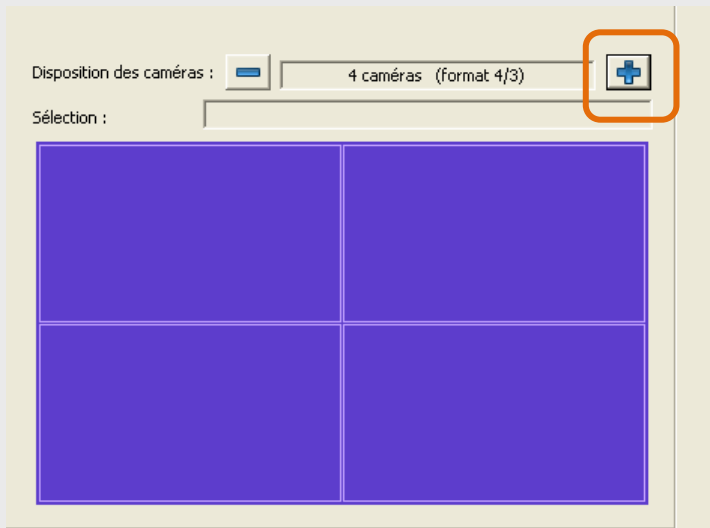 Disposition des caméras :
4 caméras (format 4/3)
Sélection :